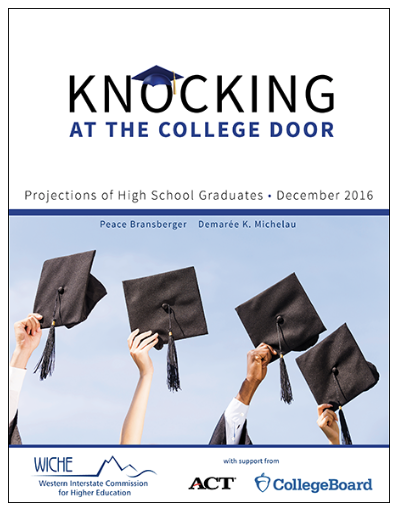 KNOCKING
AT THE COLLEGE DOOR
Projections of High School Graduates • December 2016
Peace Bransberger Demarée K. Michelau
WICHE
Western Interstate Commission
for Higher Education
with support from
ACT®
CollegeBoard